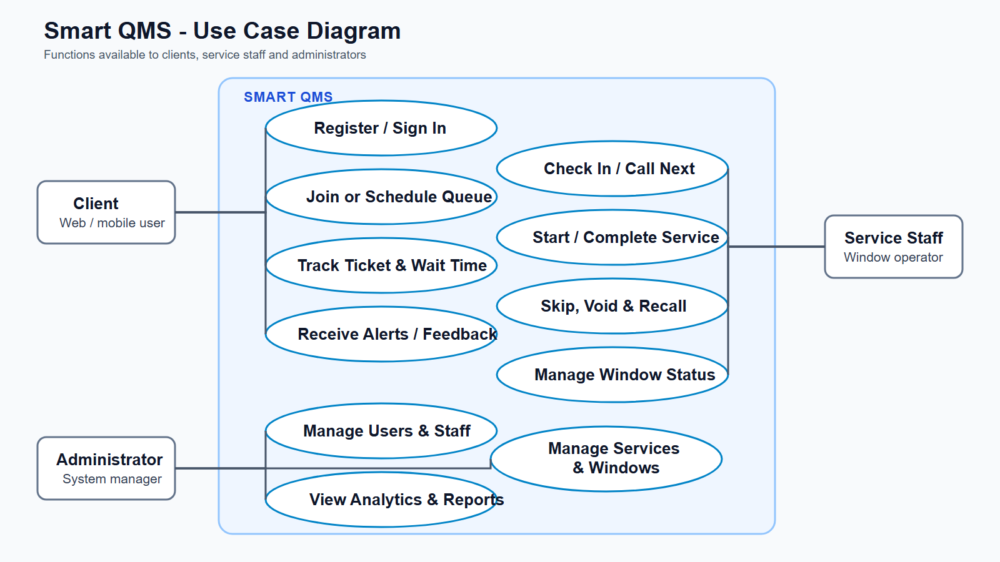 Smart QMS - Use Case Diagram
Functions available to clients, service staff and administrators
SMART QMS
Register / Sign In
Check In / Call Next
Join or Schedule Queue
Client
Web / mobile user
Start / Complete Service
Service Staff
Window operator
Track Ticket & Wait Time
Skip, Void & Recall
Receive Alerts / Feedback
Manage Window Status
Manage Users & Staff
Manage Services
& Windows
Administrator
System manager
View Analytics & Reports